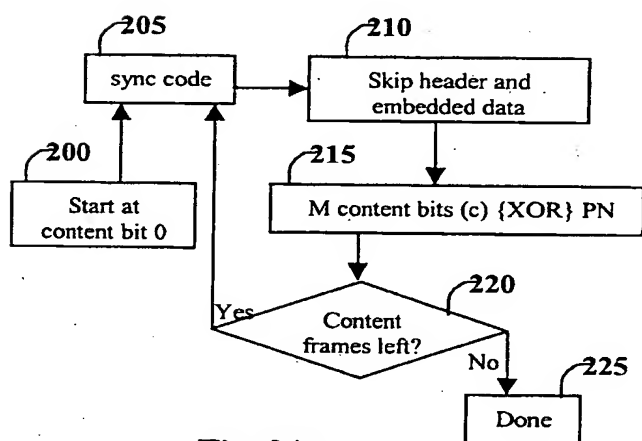 205
sync code
210
Skip header and
embedded data
200
Start at
content bit 0
215
M content bits (c) {XOR} PN
220
Content
frames left?
Yes
No
225
Done